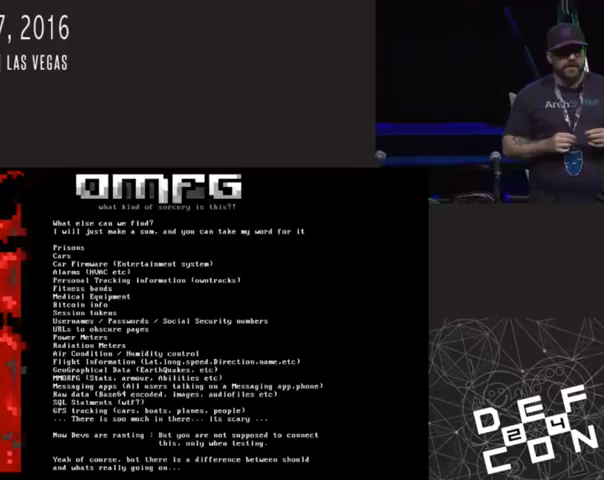 7, 2016
LAS VEGAS
OMFG
what kind of sorcery is this?!
What else can we find?
I will just make a sum, and you can take my word for it
Prisons
Cars
Car Firmware (Entertainment system)
Alarms (HVAC etc)
Personal Tracking information (owntracks)
Fitness bands
Medical Equipment
Bitcoin info
Session tokens
Usernames / Passwords / Social Security numbers
URLs to obscure pages
Power Meters
Radiation Meters
Air Condition / Humidity control
Flight Information (Lat,long,speed,Direction,name,etc)
GeoGraphical Data (EarthQuakes, etc)
MMORPG (Stats, armour, Abilities etc)
Messaging apps (All users talking on a Messaging app,phone)
Raw data (Base64 encoded, images, audiofiles etc)
SQL Statments (wtf?)
GPS tracking (cars, boats, planes, people)
... There is soo much in there... its scary ...
Now Devs are ranting : But you are not supposed to connect
this, only when testing.
Yeah of course, but there is a difference between should
and whats really going on...
DEF
24
CON